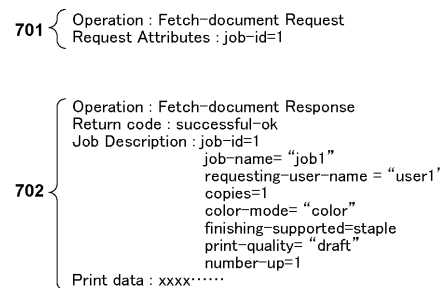 701
Operation : Fetch-document Request
Request Attributes : job-id=1
702
Operation : Fetch-document Response
Return code : successful-ok
Job Description : job-id=1
job-name= “job1”
requesting-user-name = “user1’
copies=1
color-mode= “color”
finishing-supported=staple
print-quality= “draft”
number-up=1
Print data : xxxx······